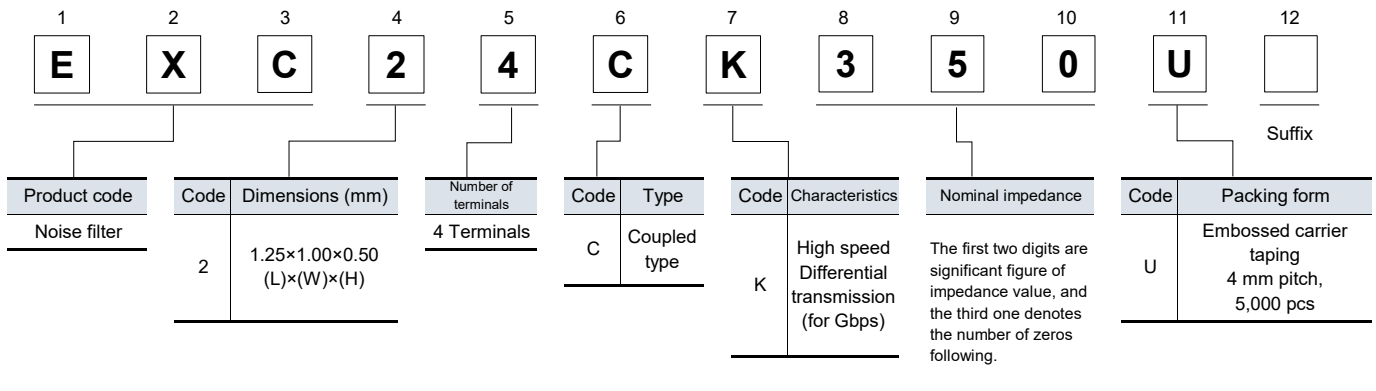 1 2 3 4 5 6 7 8 9 10 11 12
E X C 2 4 C K 3 5 0 U
Suffix
Product code
Noise filter
Code Dimensions (mm)
2
1.25×1.00×0.50
(L)×(W)×(H)
Number of
terminals
4 Terminals
Code Type
C
Coupled
type
Code Characteristics
K
High speed
Differential
transmission
(for Gbps)
Nominal impedance
The first two digits are
significant figure of
impedance value, and
the third one denotes
the number of zeros
following.
Code Packing form
U
Embossed carrier
taping
4 mm pitch,
5,000 pcs